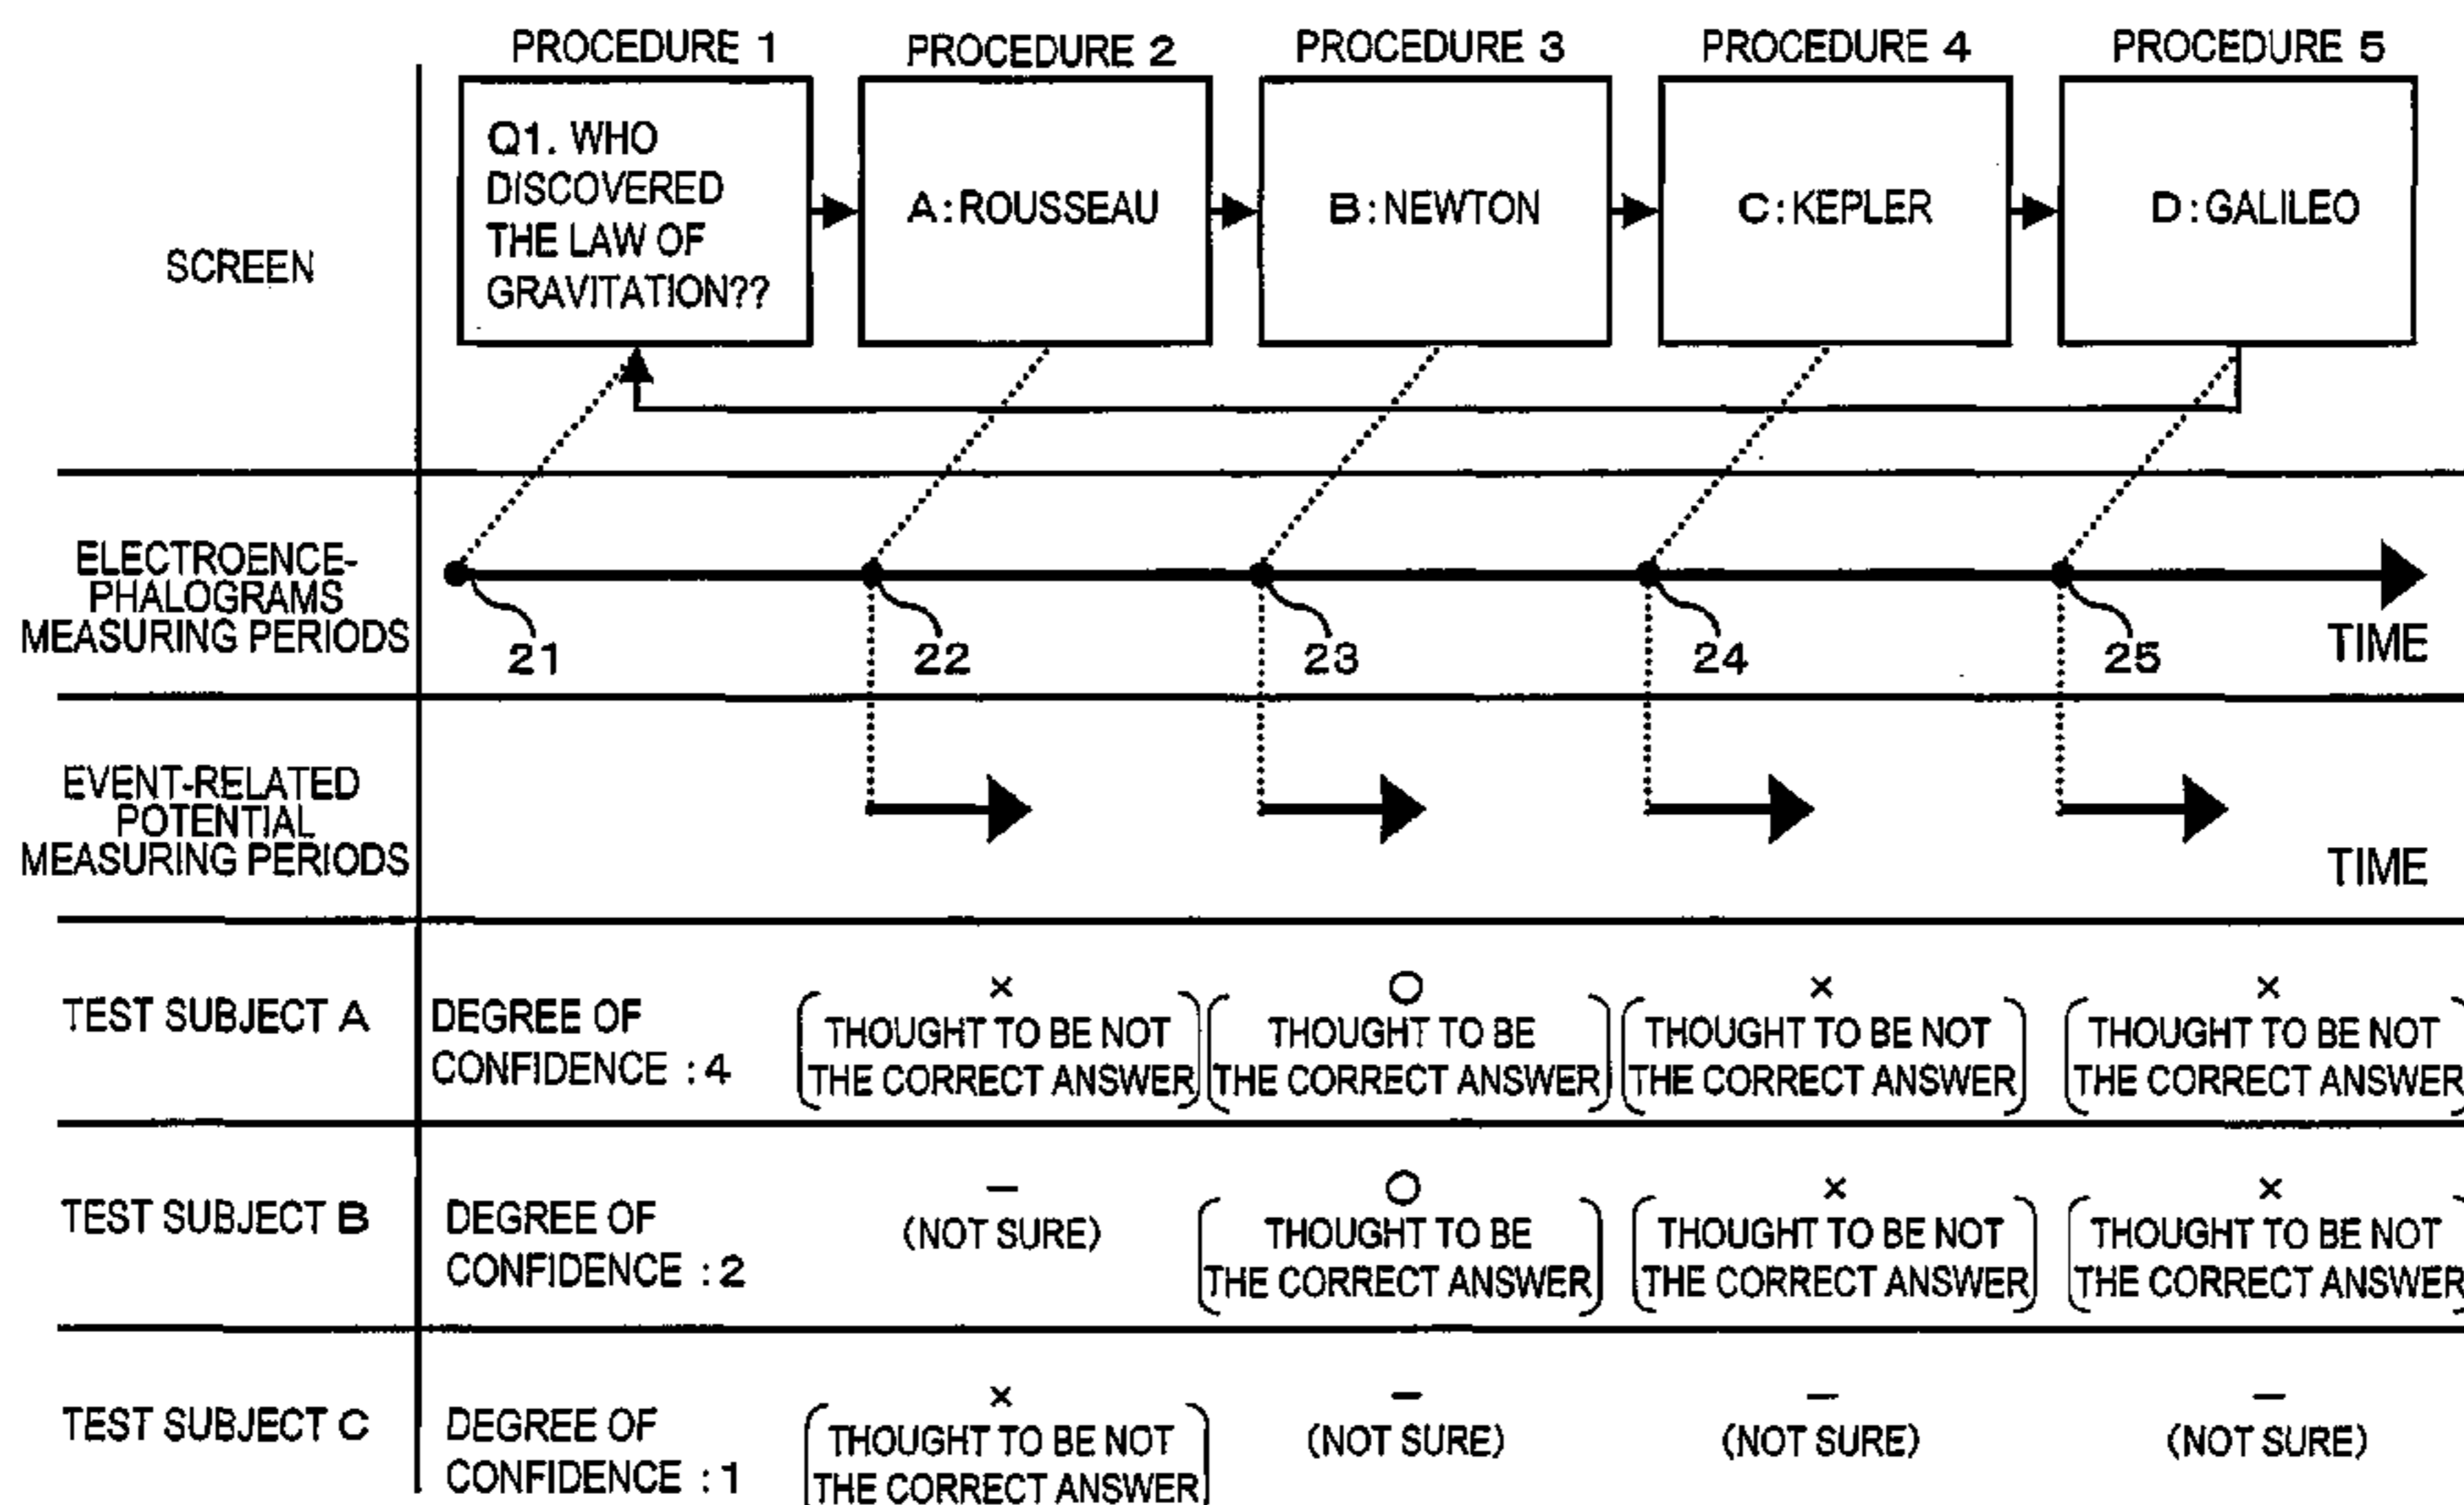 PROCEDURE 1
PROCEDURE 2
PROCEDURE 3
PROCEDURE 4
PROCEDURE 5
SCREEN
Q1. WHO
DISCOVERED
THE LAW OF
GRAVITATION??
A:ROUSSEAU
B:NEWTON
C:KEPLER
D:GALILEO
ELECTROENCE-
PHALOGRAMS
MEASURING PERIODS
21
22
23
24
25
TIME
EVENT-RELATED
POTENTIAL
MEASURING PERIODS
TIME
TEST SUBJECT A
DEGREE OF
CONFIDENCE :4
×
THOUGHT TO BE NOT
THE CORRECT ANSWER
○
THOUGHT TO BE
THE CORRECT ANSWER
×
THOUGHT TO BE NOT
THE CORRECT ANSWER
×
THOUGHT TO BE NOT
THE CORRECT ANSWER
TEST SUBJECT B
DEGREE OF
CONFIDENCE :2
—
(NOT SURE)
○
THOUGHT TO BE
THE CORRECT ANSWER
×
THOUGHT TO BE NOT
THE CORRECT ANSWER
×
THOUGHT TO BE NOT
THE CORRECT ANSWER
TEST SUBJECT C
DEGREE OF
CONFIDENCE :1
×
THOUGHT TO BE NOT
THE CORRECT ANSWER
—
(NOT SURE)
—
(NOT SURE)
—
(NOT SURE)